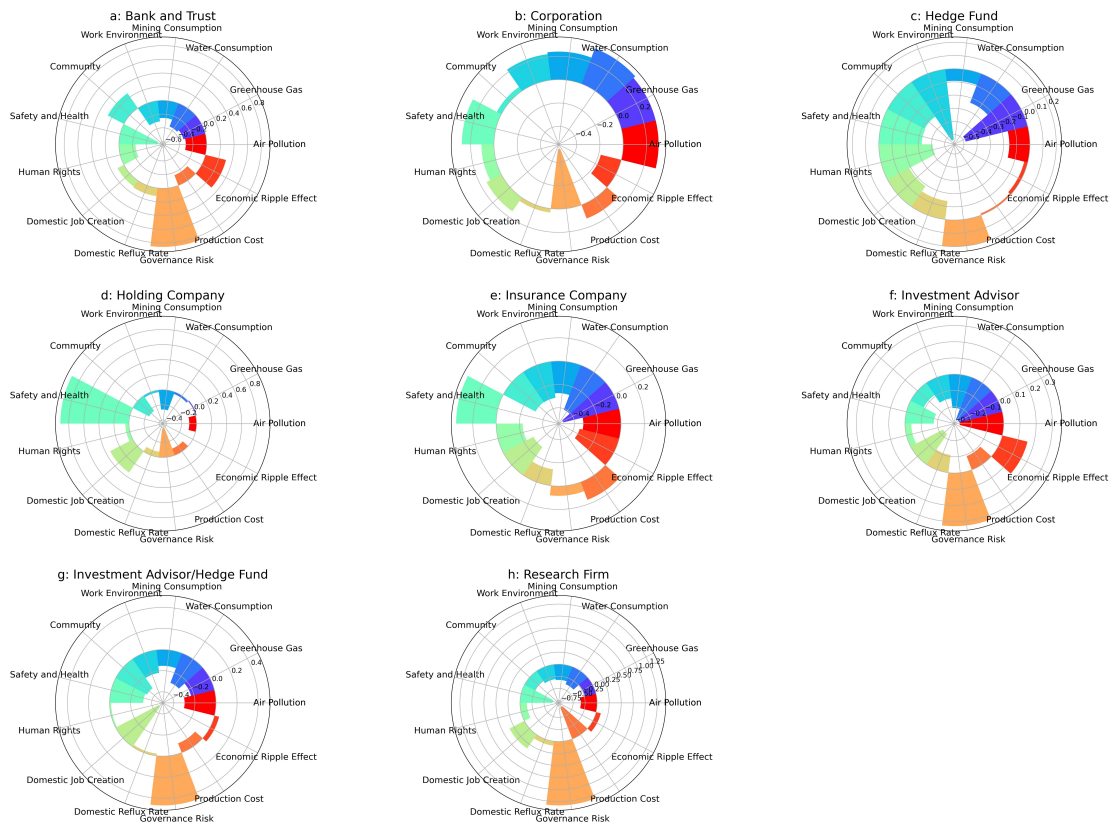 a: Bank and Trust
Mining Consumption
Work Environment
Water Consumption
Community
Greenhouse Gas
Safety and Health
Air Pollution
Human Rights
Economic Ripple Effect
Domestic Job Creation
Production Cost
Domestic Reflux Rate
Governance Risk
0.0 0.2 0.4 0.6 0.8
b: Corporation
Mining Consumption
Work Environment
Water Consumption
Community
Greenhouse Gas
Safety and Health
Air Pollution
Human Rights
Economic Ripple Effect
Domestic Job Creation
Production Cost
Domestic Reflux Rate
Governance Risk
−0.4 −0.2 0.0 0.2
c: Hedge Fund
Mining Consumption
Work Environment
Water Consumption
Community
Greenhouse Gas
Safety and Health
Air Pollution
Human Rights
Economic Ripple Effect
Domestic Job Creation
Production Cost
Domestic Reflux Rate
Governance Risk
0.0 0.1 0.2
d: Holding Company
Mining Consumption
Work Environment
Water Consumption
Community
Greenhouse Gas
Safety and Health
Air Pollution
Human Rights
Economic Ripple Effect
Domestic Job Creation
Production Cost
Domestic Reflux Rate
Governance Risk
−0.4 −0.2 0.0 0.2 0.4 0.6 0.8
e: Insurance Company
Mining Consumption
Work Environment
Water Consumption
Community
Greenhouse Gas
Safety and Health
Air Pollution
Human Rights
Economic Ripple Effect
Domestic Job Creation
Production Cost
Domestic Reflux Rate
Governance Risk
−0.4 −0.2 0.0 0.2
f: Investment Advisor
Mining Consumption
Work Environment
Water Consumption
Community
Greenhouse Gas
Safety and Health
Air Pollution
Human Rights
Economic Ripple Effect
Domestic Job Creation
Production Cost
Domestic Reflux Rate
Governance Risk
0.0 0.1 0.2 0.3
g: Investment Advisor/Hedge Fund
Mining Consumption
Work Environment
Water Consumption
Community
Greenhouse Gas
Safety and Health
Air Pollution
Human Rights
Economic Ripple Effect
Domestic Job Creation
Production Cost
Domestic Reflux Rate
Governance Risk
−0.4 −0.2 0.0 0.2 0.4
h: Research Firm
Mining Consumption
Work Environment
Water Consumption
Community
Greenhouse Gas
Safety and Health
Air Pollution
Human Rights
Economic Ripple Effect
Domestic Job Creation
Production Cost
Domestic Reflux Rate
Governance Risk
0.00 0.25 0.50 0.75 1.00 1.25